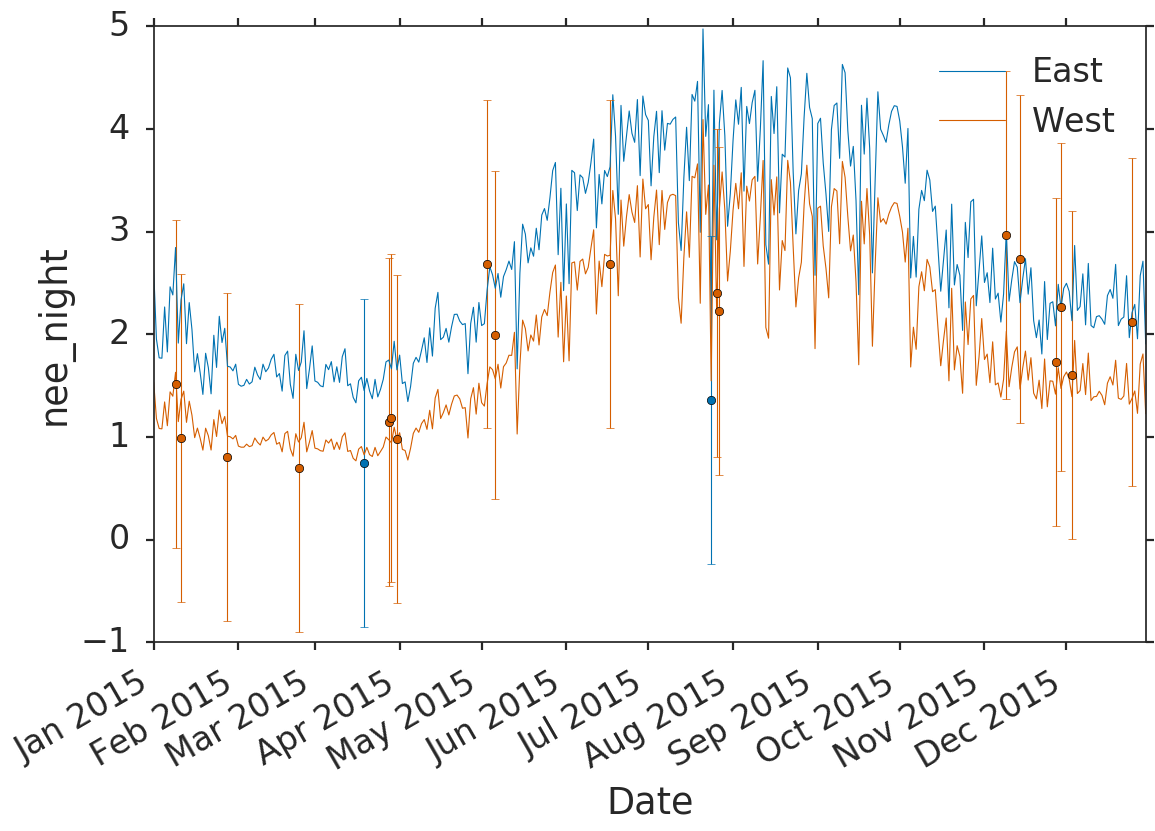 5
4
3
2
1
0
−1
nee_night
East
West
Jan 2015
Feb 2015
Mar 2015
Apr 2015
May 2015
Jun 2015
Jul 2015
Aug 2015
Sep 2015
Oct 2015
Nov 2015
Dec 2015
Date